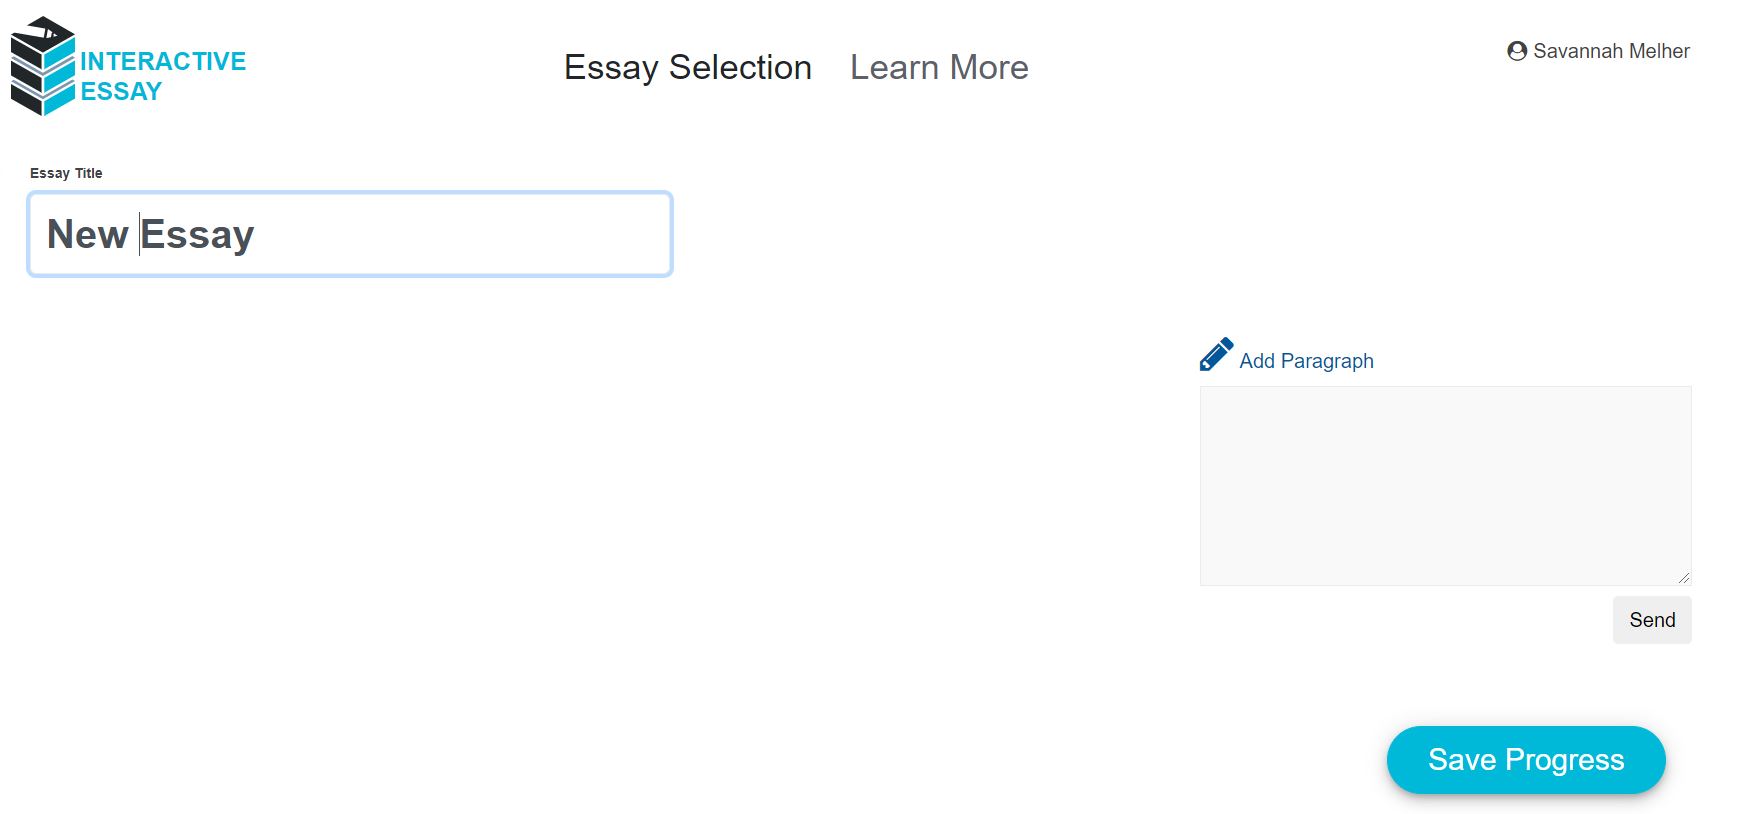 INTERACTIVE
ESSAY
Essay Selection
Learn More
Savannah Melher
Essay Title
New Essay
Add Paragraph
Send
Save Progress